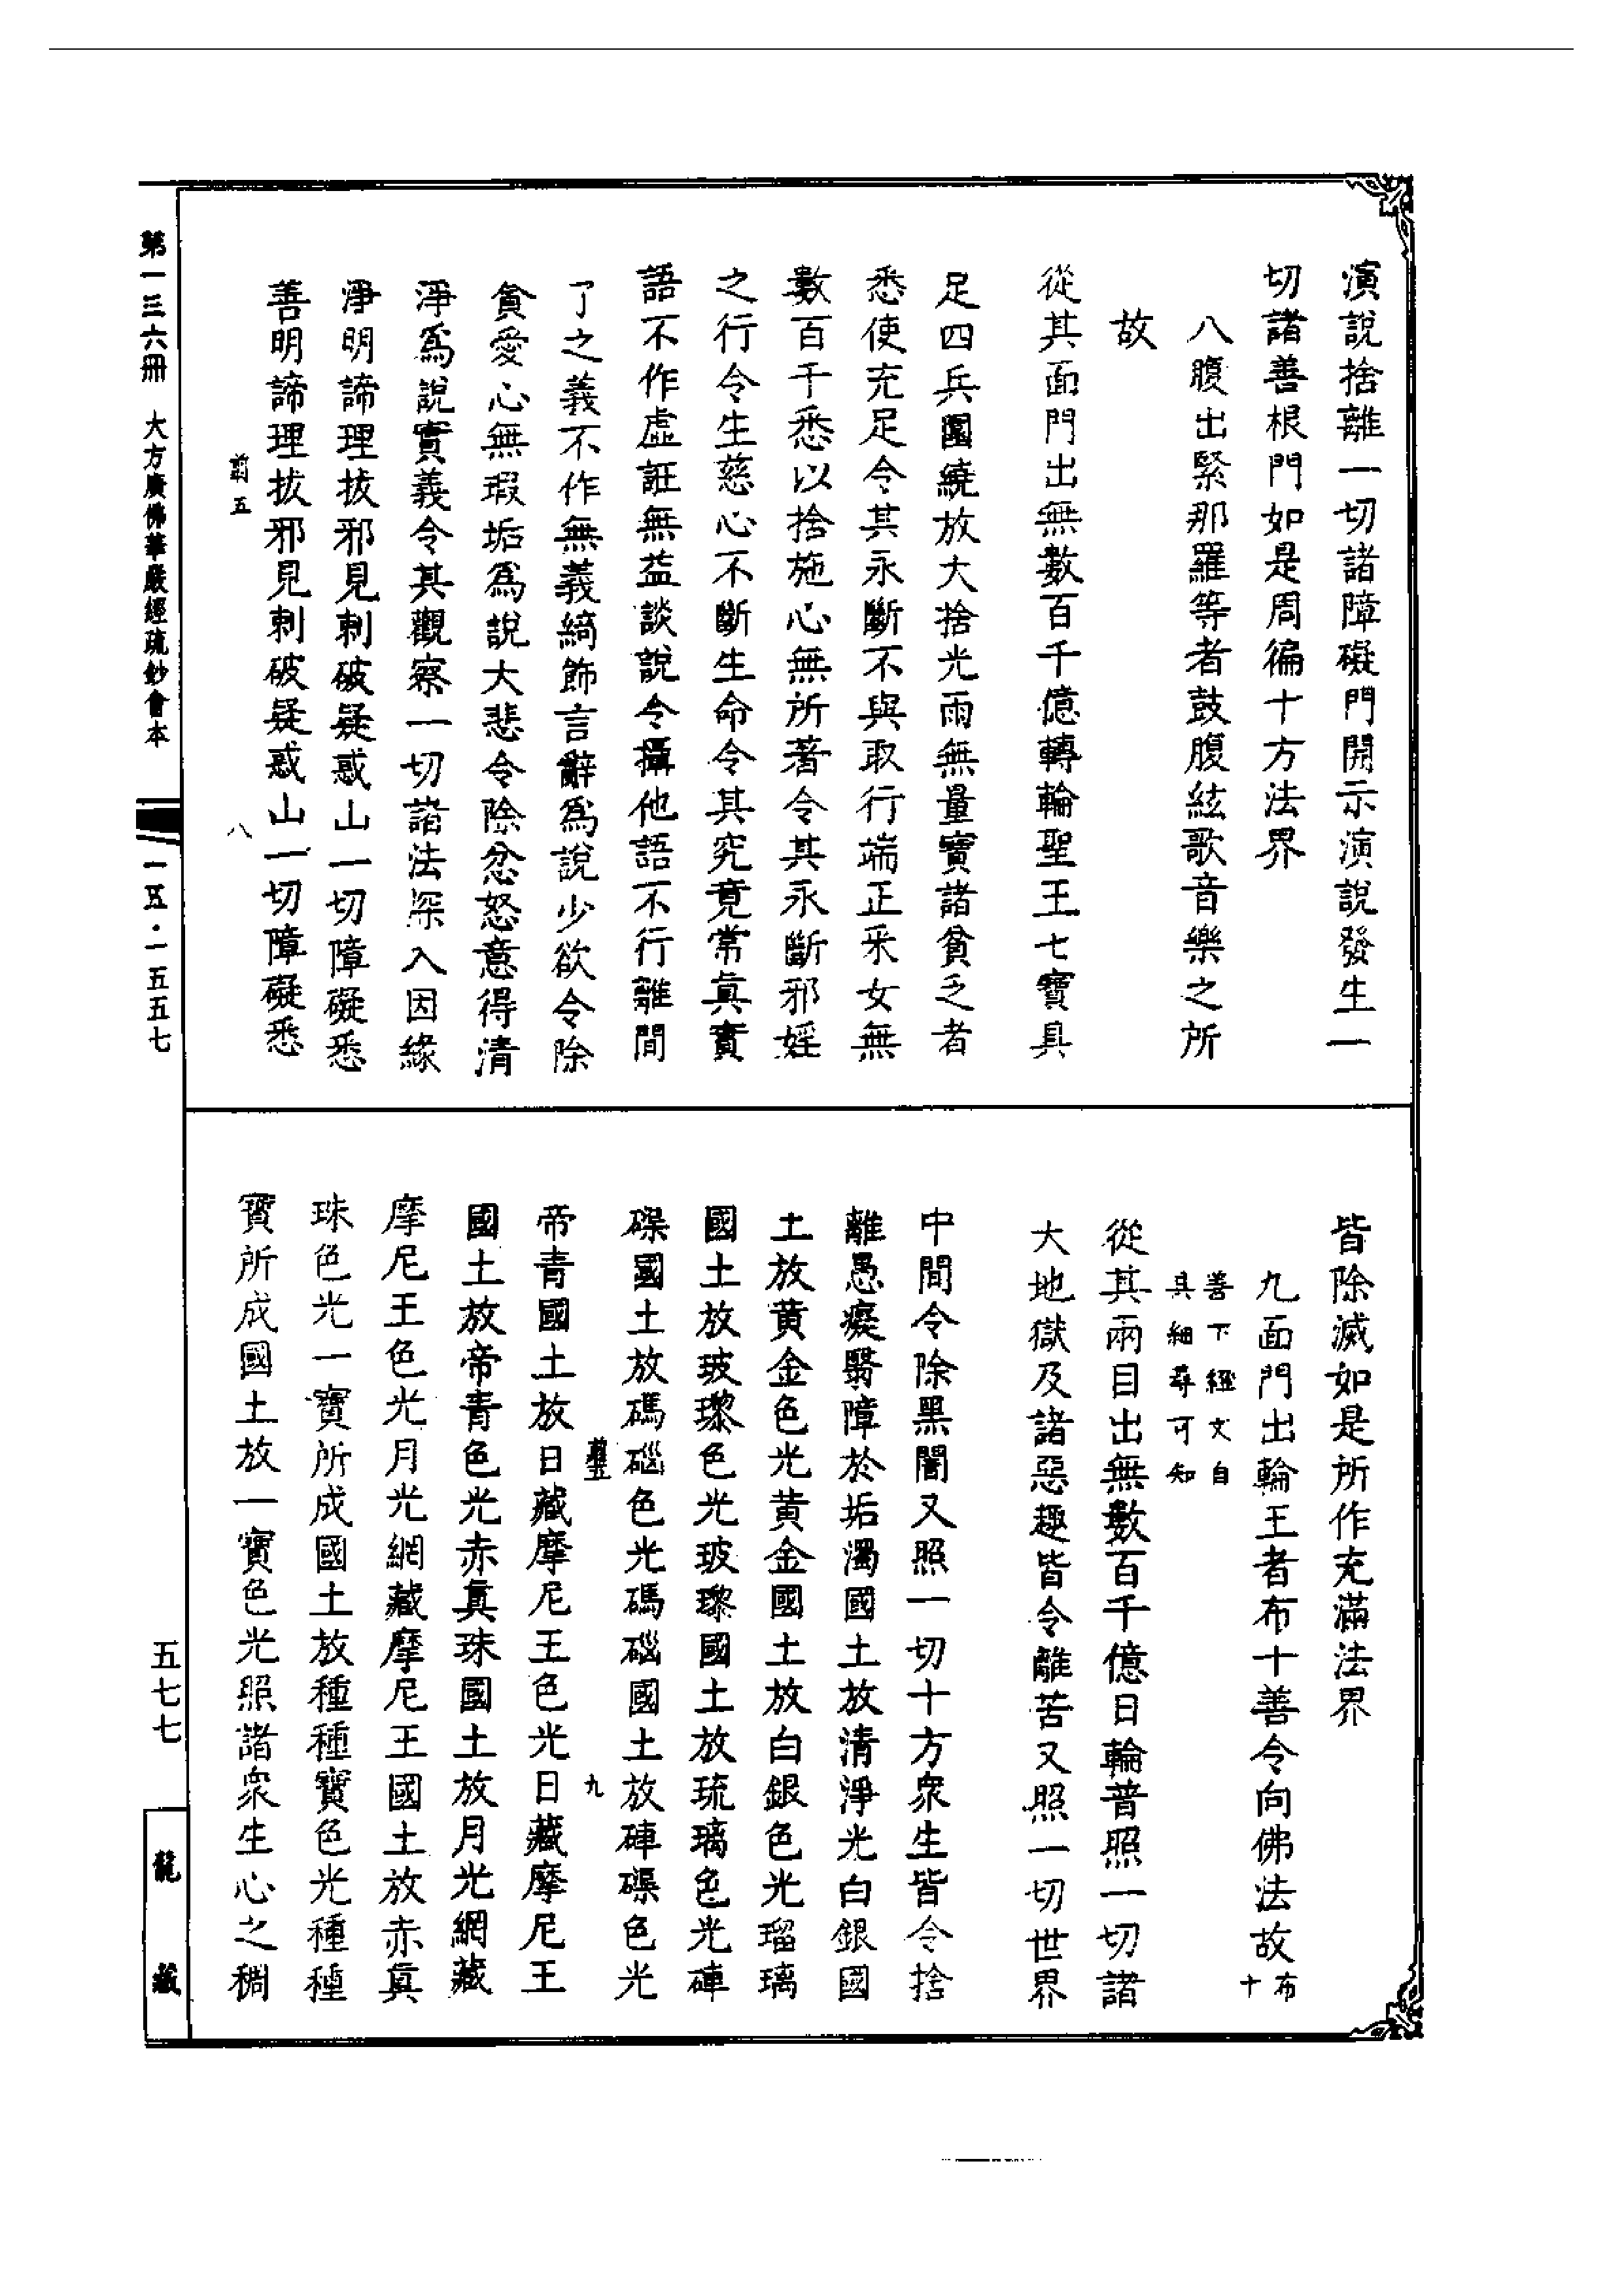 演說捨離一切諸障礙門開示演說發生一
切諸善根門如是周徧十方法界
八腹出緊那羅等者鼓腹絃歌音樂之所
故
從其面門出無數百千億轉輪聖王七寶具
足四兵圍繞放大捨光雨無量寶諸貧乏者
悉使充足令其永斷不與取行端正釆女無
數百千悉以捨施心無所著令其永斷邪婬
之行令生慈心不斷生命令其究竟常眞實
語不作虛誑無益談說令攝他語不行離間
了之義不作無義綺飾言辭爲說少欲令除
貪愛心無瑕垢爲說大悲令除忿怒意得清
淨爲說實義令其觀察一切諸法深入因緣
淨明諦理拔邪見刺破疑惑山一切障礙悉
善明諦理拔邪見刺破疑惑山一切障礙悉
翦五
八
皆除滅如是所作充滿法界
九面門出輪王者布十善令向佛法故布十
善下經文自
具細尋可知
從其兩目出無數百千億日輪普照一切諸
大地獄及諸惡趣皆令離苦又照一切世界
中間令除黑闇又照一切十方衆生皆令捨
離愚癡翳障於垢濁國土放清淨光白銀國
土放黃金色光黃金國土放白銀色光瑠璃
國土放玻瓈色光玻瓈國土放琉璃色光硨
磲國土放碼碯色光碼碯國土放硨磲色光
翦五
九
帝青國土放日藏摩尼王色光日藏摩尼王
國土放帝青色光赤眞珠國土放月光網藏
摩尼王色光月光網藏摩尼王國土放赤眞
珠色光一寶所成國土放種種寶色光種種
寶所成國土放一寶色光照諸衆生心之稠
第一三六冊 大方廣佛華嚴經疏鈔會本
一五·一五五七
五七七
龍藏